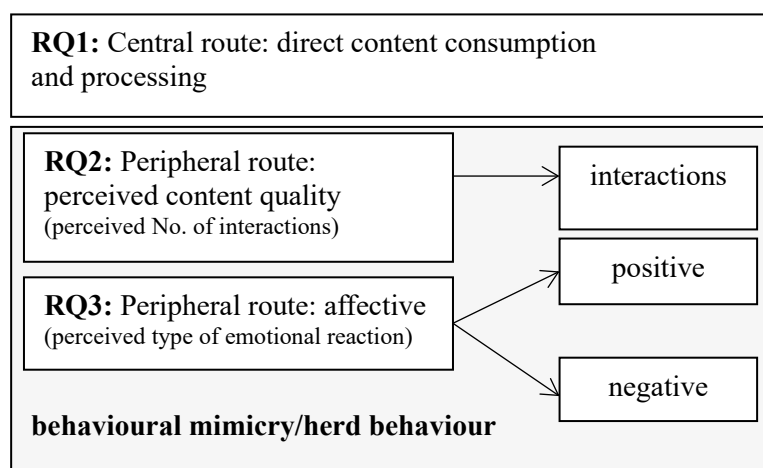 RQ1: Central route: direct content consumption
and processing
RQ2: Peripheral route:
perceived content quality
(perceived No. of interactions)
interactions
positive
RQ3: Peripheral route: affective
(perceived type of emotional reaction)
negative
behavioural mimicry/herd behaviour